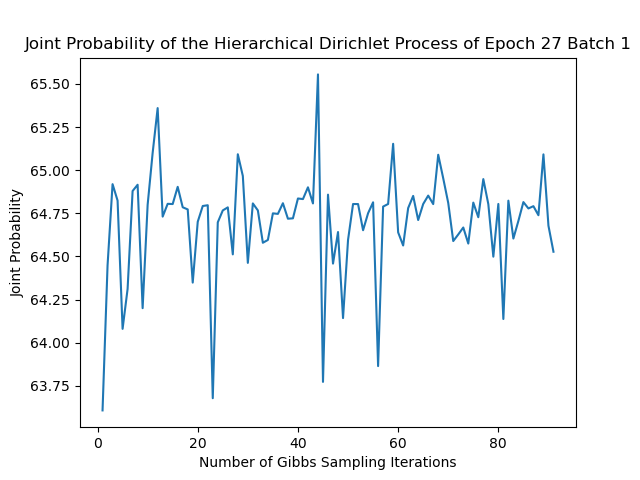 Joint Probability of the Hierarchical Dirichlet Process of Epoch 27 Batch 1
65.50
65.25
65.00
64.75
64.50
64.25
64.00
63.75
Joint Probability
0 20 40 60 80
Number of Gibbs Sampling Iterations